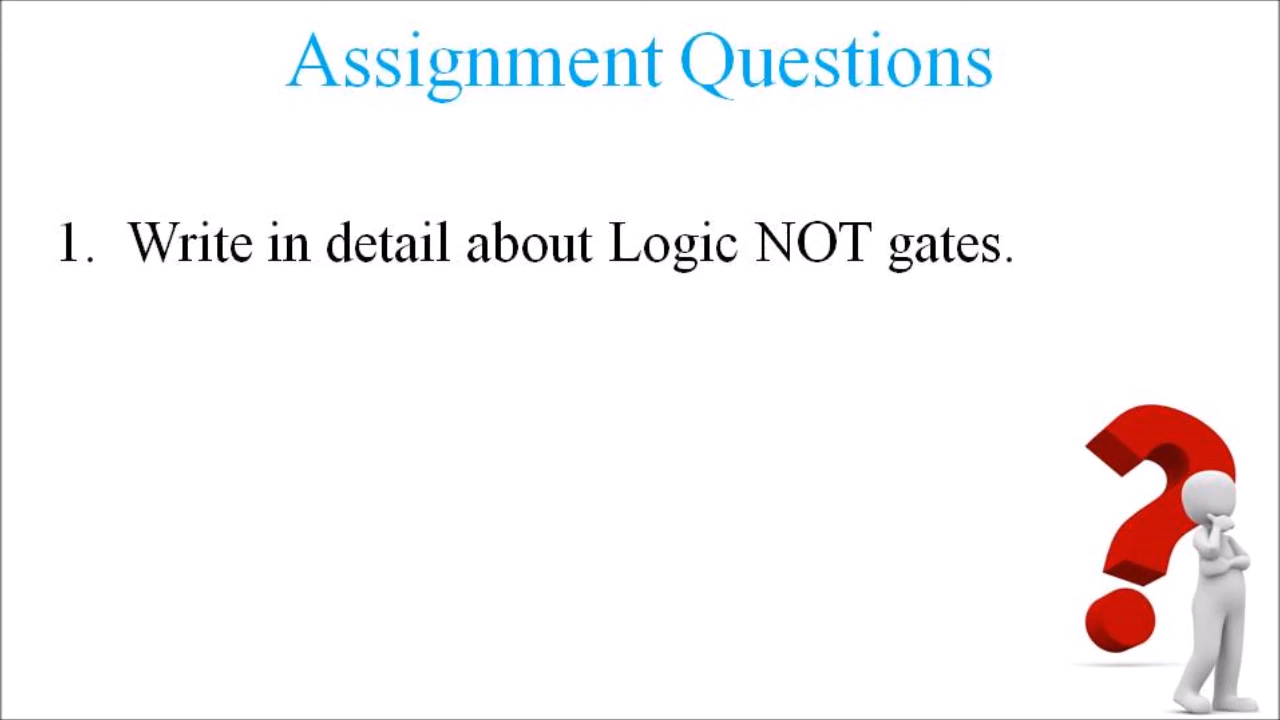 Assignment Questions
1. Write in detail about Logic NOT gates.